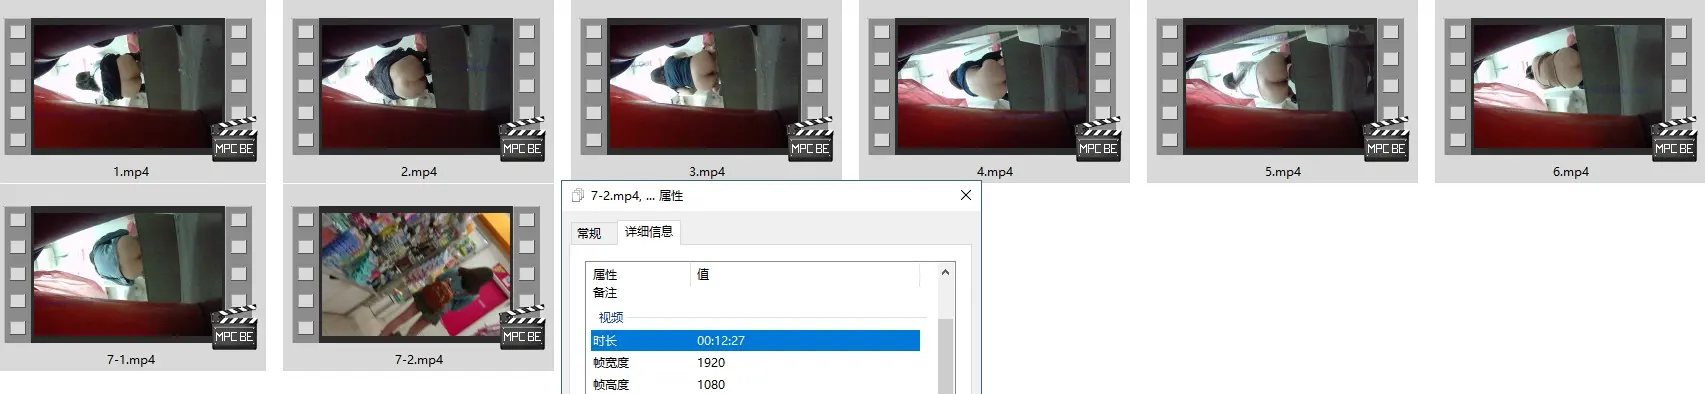 MPC BE
MPC BE
MPC BE
MPC BE
MPC BE
MPC BE
1.mp4
2.mp4
3.mp4
4.mp4
5.mp4
6.mp4
MPC BE
MPC BE
7-1.mp4
7-2.mp4
7-2.mp4, ... 属性
常规
详细信息
属性
值
备注
视频
时长 00:12:27
帧宽度 1920
帧高度 1080